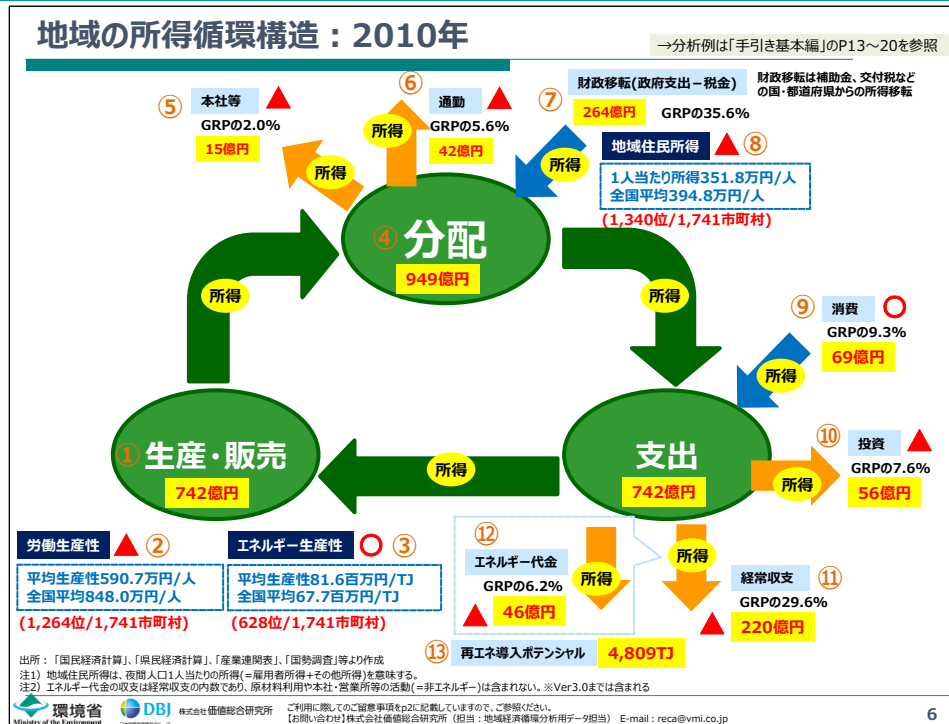 地域の所得循環構造：2010年
→分析例は「手引き基本編」のP13～20を参照
⑤
本社等 ▲
GRPの2.0%
15億円
所得
⑥
通勤 ▲
GRPの5.6%
42億円
所得
⑦
財政移転(政府支出－税金)
264億円 GRPの35.6%
財政移転は補助金、交付税など
の国・都道府県からの所得移転
所得
地域住民所得 ▲ ⑧
1人当たり所得351.8万円/人
全国平均394.8万円/人
(1,340位/1,741市町村)
④ 分配
949億円
所得
所得
⑨
消費 ○
GRPの9.3%
69億円
所得
① 生産・販売
742億円
所得
支出
742億円
⑩
投資 ▲
GRPの7.6%
56億円
所得
労働生産性 ▲ ②
平均生産性590.7万円/人
全国平均848.0万円/人
(1,264位/1,741市町村)
エネルギー生産性 ○ ③
平均生産性81.6百万円/TJ
全国平均67.7百万円/TJ
(628位/1,741市町村)
⑫
エネルギー代金
GRPの6.2%
▲ 46億円
所得
所得
経常収支 ⑪
GRPの29.6%
▲ 220億円
⑬ 再エネ導入ポテンシャル 4,809TJ
出所：「国民経済計算」、「県民経済計算」、「産業連関表」、「国勢調査」等より作成
注1） 地域住民所得は、夜間人口1人当たりの所得(=雇用者所得+その他所得)を意味する。
注2） エネルギー代金の収支は経常収支の内数であり、原材料利用や本社・営業所等の活動(=非エネルギー)は含まれない。※Ver3.0までは含まれる
環境省
Ministry of the Environment
DBJ
株式会社価値総合研究所
ご利用に際してのご留意事項をp2に記載していますので、ご参照ください。
【お問い合わせ】株式会社価値総合研究所（担当：地域経済循環分析用データ担当） E-mail：reca@vmi.co.jp
6